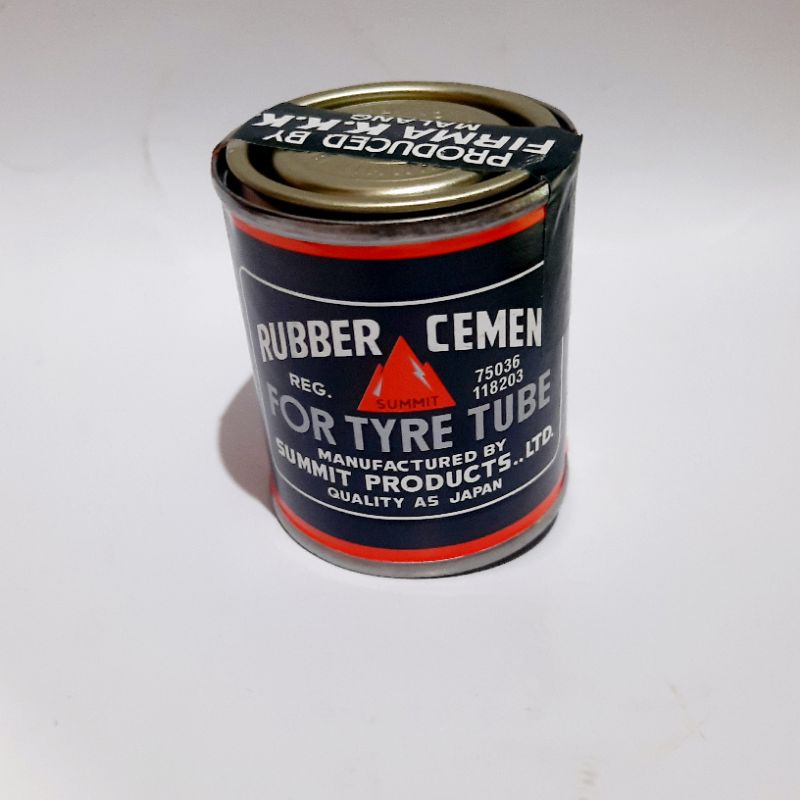 PRODUCED BY
FIRMA K.K.K
MALANG
RUBBER CEMEN
REG.
75036
118203
SUMMIT
FOR TYRE TUBE
MANUFACTURED BY
SUMMIT PRODUCTS..LTD.
QUALITY AS JAPAN